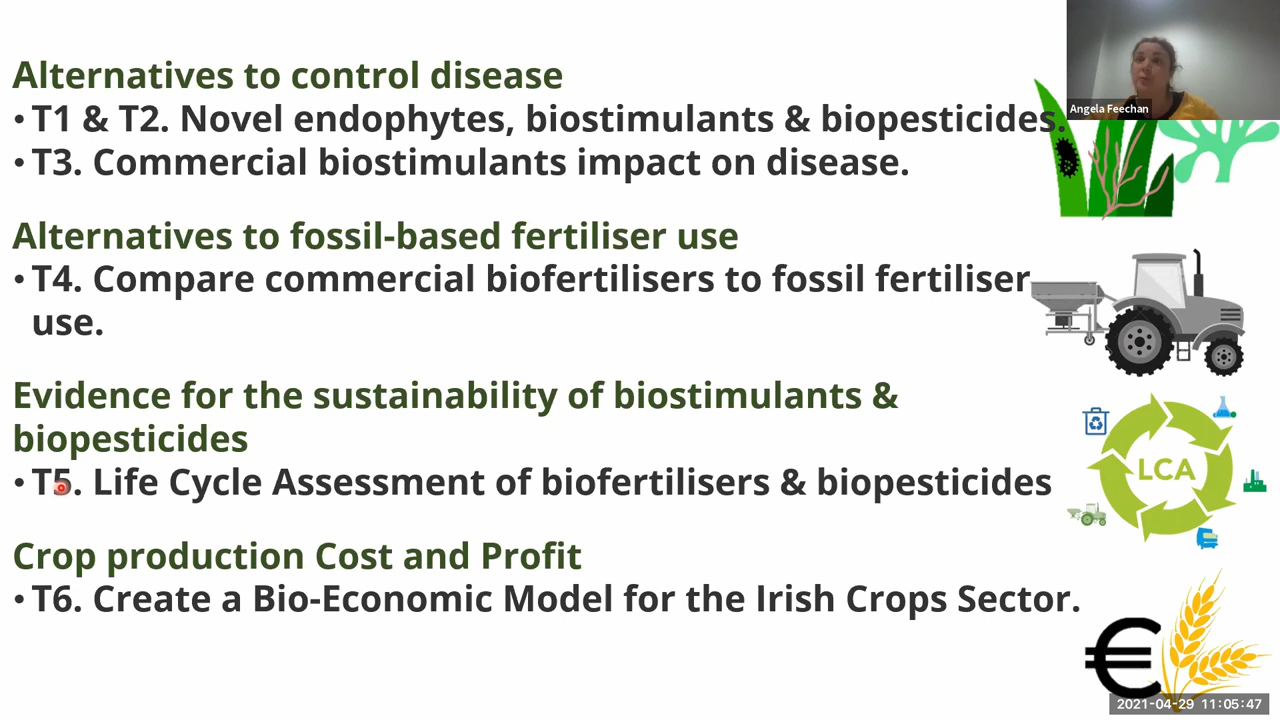 Alternatives to control disease
• T1 & T2. Novel endophytes, biostimulants & biopesticides.
• T3. Commercial biostimulants impact on disease.
Angela Feechan
Alternatives to fossil-based fertiliser use
• T4. Compare commercial biofertilisers to fossil fertiliser
use.
Evidence for the sustainability of biostimulants &
biopesticides
• T5. Life Cycle Assessment of biofertilisers & biopesticides
LCA
Crop production Cost and Profit
• T6. Create a Bio-Economic Model for the Irish Crops Sector.
€
2021-04-29 11:05:47